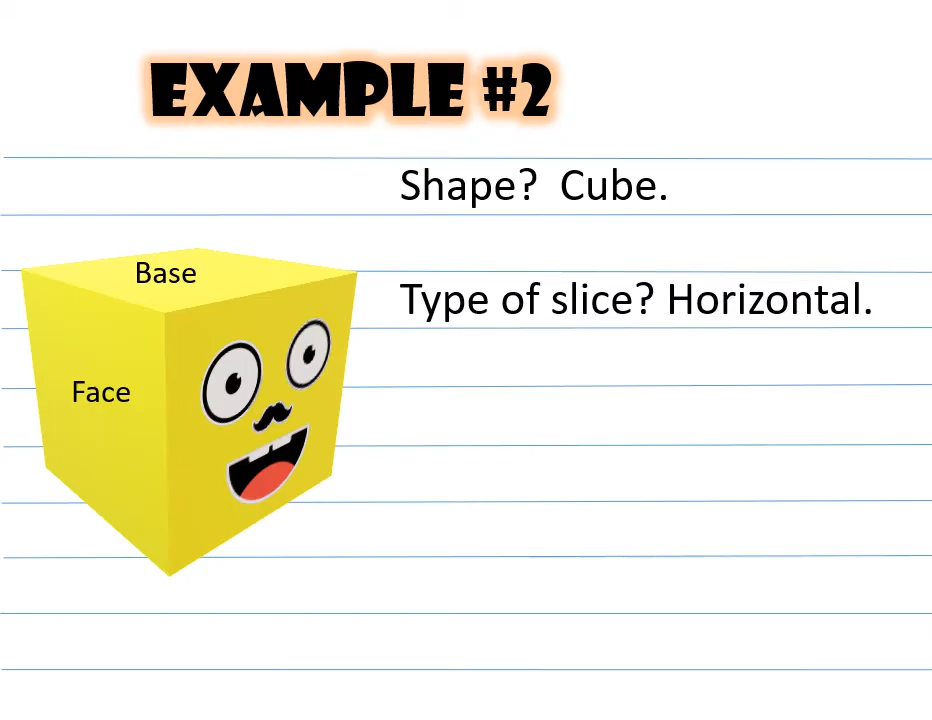 EXAMPLE #2
Shape?  Cube.
Base
Type of slice? Horizontal.
Face